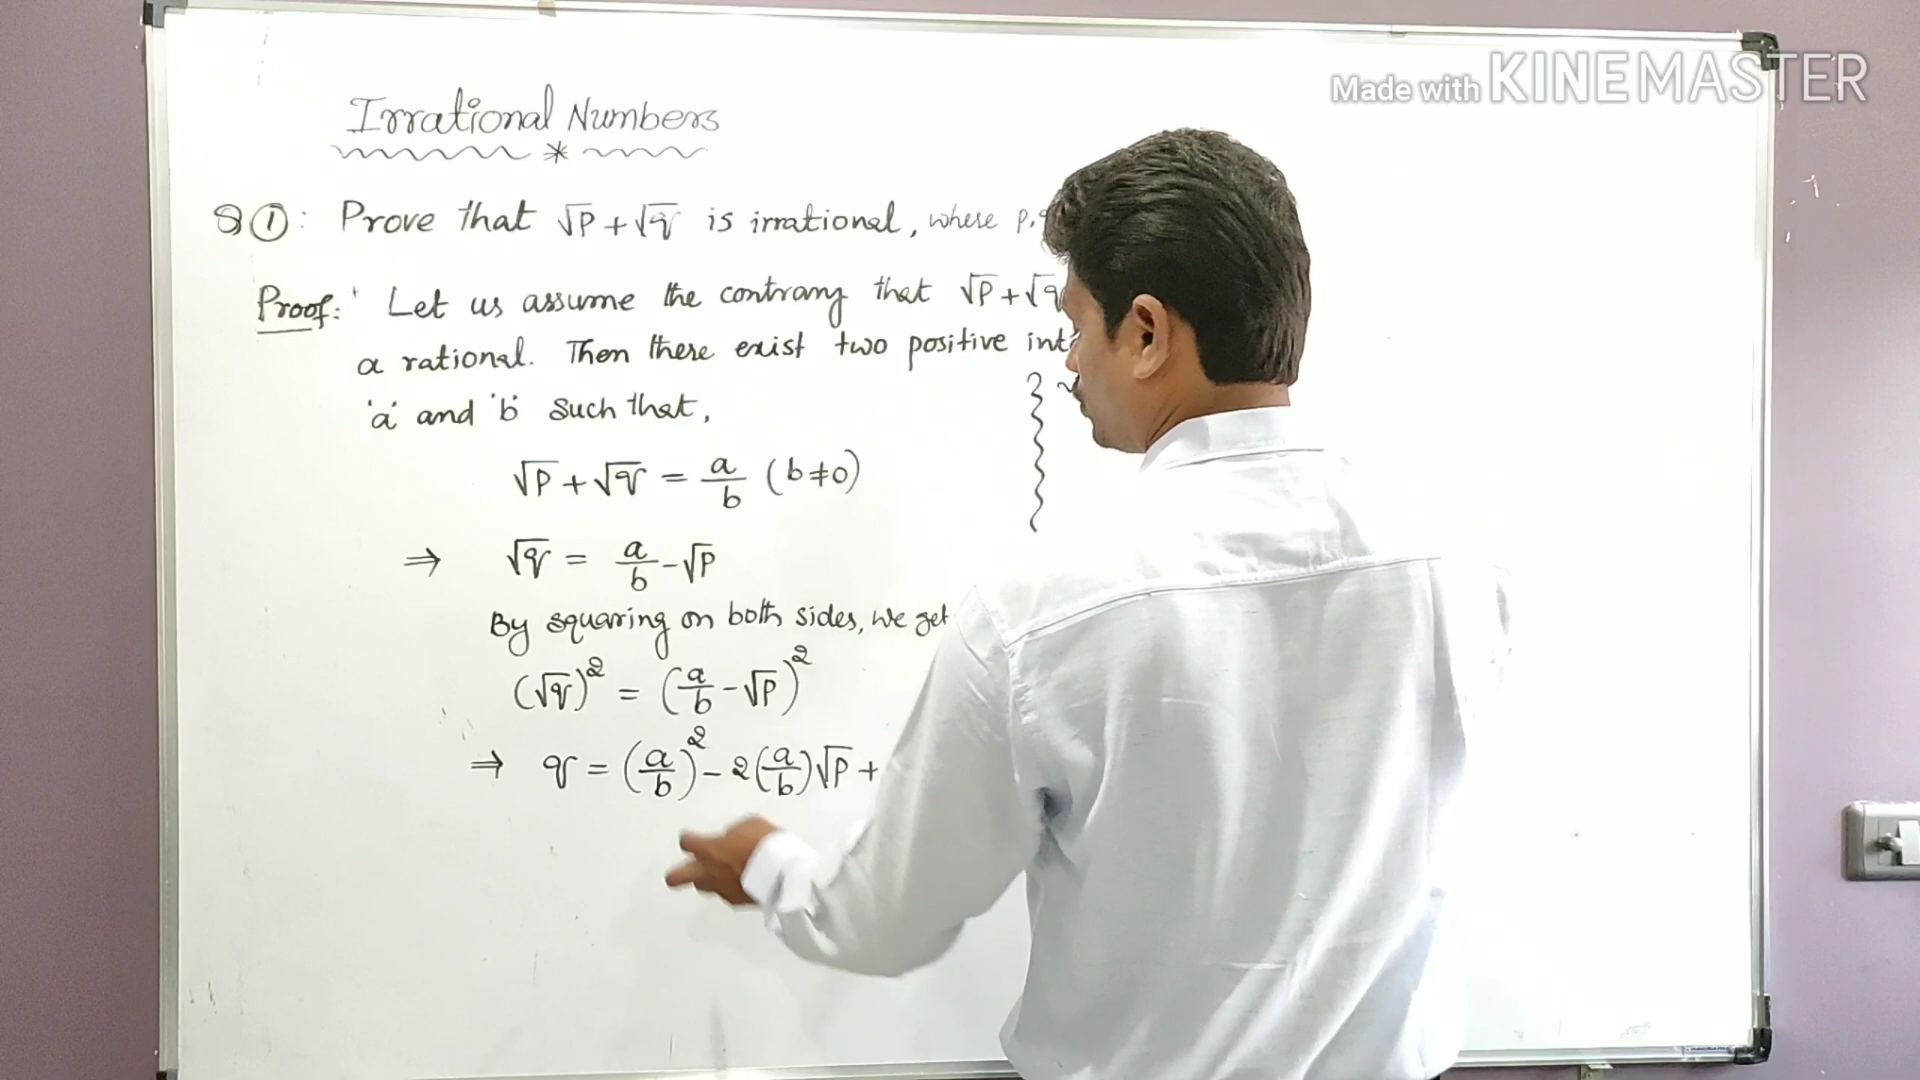 Made with KINEMASTER
Irrational Numbers
Q①: Prove that √p + √q is irrational, where p,
Proof: Let us assume the contrary that √p + √q
a rational. Then there exist two positive
'a' and 'b' such that,
√p + √q = a/b (b≠0)
⇒ √q = a/b - √p
By squaring on both sides, we get
(√q)² = (a/b - √p)²
⇒ q = (a/b)² - 2(a/b)√p +